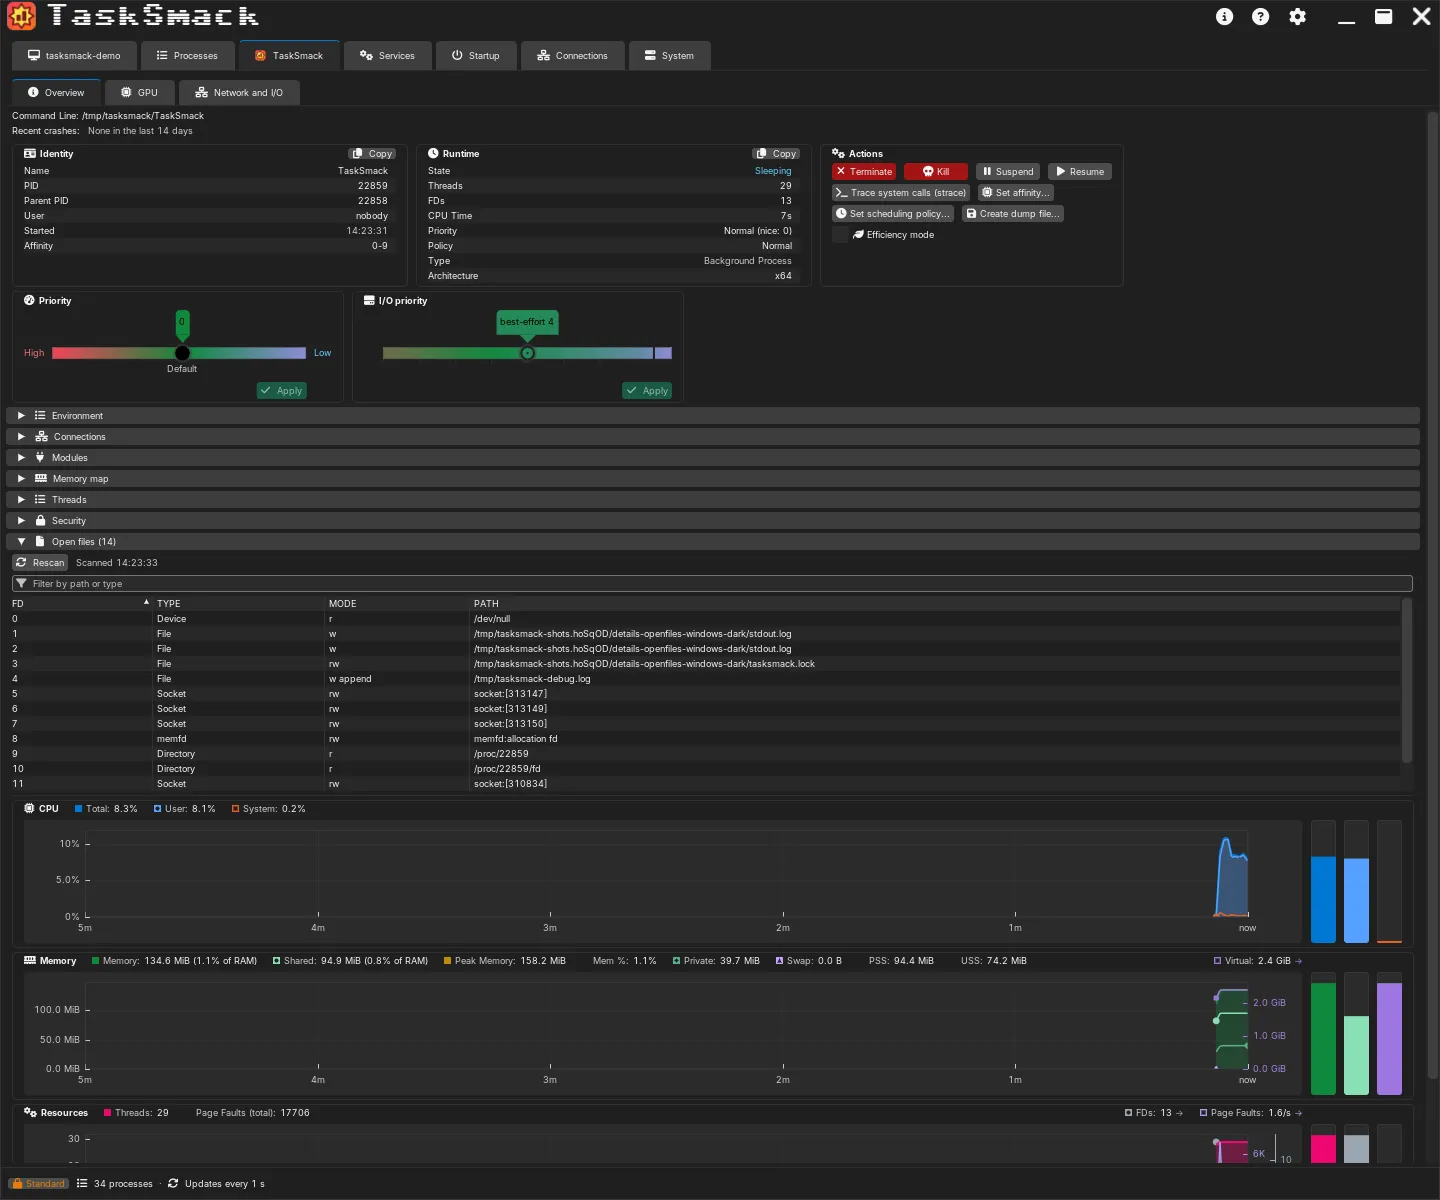 TaskSmack
tasksmack-demo Processes TaskSmack Services Startup Connections System
Overview GPU Network and I/O
Command Line: /tmp/tasksmack/TaskSmack
Recent crashes: None in the last 14 days
Identity Copy
Name TaskSmack
PID 22859
Parent PID 22858
User nobody
Started 14:23:31
Affinity 0-9
Runtime Copy
State Sleeping
Threads 29
FDs 13
CPU Time 7s
Priority Normal (nice: 0)
Policy Normal
Type Background Process
Architecture x64
Actions
Terminate Kill Suspend Resume
Trace system calls (strace) Set affinity...
Set scheduling policy... Create dump file...
Efficiency mode
Priority
0
High Low
Default
Apply
I/O priority
best-effort 4
Apply
Environment
Connections
Modules
Memory map
Threads
Security
Open files (14)
Rescan Scanned 14:23:33
Filter by path or type
FD TYPE MODE PATH
0 Device r /dev/null
1 File w /tmp/tasksmack-shots.hoSqOD/details-openfiles-windows-dark/stdout.log
2 File w /tmp/tasksmack-shots.hoSqOD/details-openfiles-windows-dark/stdout.log
3 File rw /tmp/tasksmack-shots.hoSqOD/details-openfiles-windows-dark/tasksmack.lock
4 File w append /tmp/tasksmack-debug.log
5 Socket rw socket:[313147]
6 Socket rw socket:[313149]
7 Socket rw socket:[313150]
8 memfd rw memfd:allocation fd
9 Directory r /proc/22859
10 Directory r /proc/22859/fd
11 Socket rw socket:[310834]
CPU Total: 8.3% User: 8.1% System: 0.2%
10%
5.0%
0%
5m 4m 3m 2m 1m now
Memory Memory: 134.6 MiB (1.1% of RAM) Shared: 94.9 MiB (0.8% of RAM) Peak Memory: 158.2 MiB Mem %: 1.1% Private: 39.7 MiB Swap: 0.0 B PSS: 94.4 MiB USS: 74.2 MiB Virtual: 2.4 GiB →
100.0 MiB 2.0 GiB
50.0 MiB 1.0 GiB
0.0 MiB 0.0 GiB
5m 4m 3m 2m 1m now
Resources Threads: 29 Page Faults (total): 17706 FDs: 13 → Page Faults: 1.6/s →
30 6K 10
Standard 34 processes · Updates every 1 s